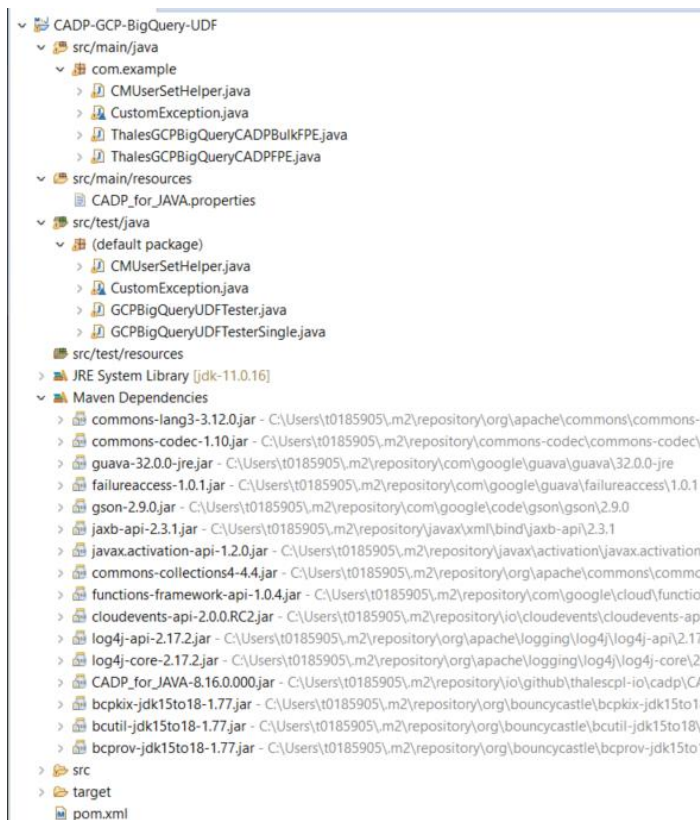 CADP-GCP-BigQuery-UDF
src/main/java
com.example
CMUserSetHelper.java
CustomException.java
ThalesGCPBigQueryCADPBulkFPE.java
ThalesGCPBigQueryCADPFPE.java
src/main/resources
CADP_for_JAVA.properties
src/test/java
(default package)
CMUserSetHelper.java
CustomException.java
GCPBigQueryUDFTester.java
GCPBigQueryUDFTesterSingle.java
src/test/resources
JRE System Library [jdk-11.0.16]
Maven Dependencies
commons-lang3-3.12.0.jar - C:\Users\t0185905\.m2\repository\org\apache\commons\commons-
commons-codec-1.10.jar - C:\Users\t0185905\.m2\repository\commons-codec\commons-codec\
guava-32.0.0-jre.jar - C:\Users\t0185905\.m2\repository\com\google\guava\guava\32.0.0-jre
failureaccess-1.0.1.jar - C:\Users\t0185905\.m2\repository\com\google\guava\failureaccess\1.0.1
gson-2.9.0.jar - C:\Users\t0185905\.m2\repository\com\google\code\gson\gson\2.9.0
jaxb-api-2.3.1.jar - C:\Users\t0185905\.m2\repository\javax\xml\bind\jaxb-api\2.3.1
javax.activation-api-1.2.0.jar - C:\Users\t0185905\.m2\repository\javax\activation\javax.activation
commons-collections4-4.4.jar - C:\Users\t0185905\.m2\repository\org\apache\commons\commo
functions-framework-api-1.0.4.jar - C:\Users\t0185905\.m2\repository\com\google\cloud\functio
cloudevents-api-2.0.0.RC2.jar - C:\Users\t0185905\.m2\repository\io\cloudevents\cloudevents-ap
log4j-api-2.17.2.jar - C:\Users\t0185905\.m2\repository\org\apache\logging\log4j\log4j-api\2.17
log4j-core-2.17.2.jar - C:\Users\t0185905\.m2\repository\org\apache\logging\log4j\log4j-core\2
CADP_for_JAVA-8.16.0.000.jar - C:\Users\t0185905\.m2\repository\io\github\thalescpl-io\cadp\CA
bcpkix-jdk15to18-1.77.jar - C:\Users\t0185905\.m2\repository\org\bouncycastle\bcpkix-jdk15to1
bcutil-jdk15to18-1.77.jar - C:\Users\t0185905\.m2\repository\org\bouncycastle\bcutil-jdk15to18\
bcprov-jdk15to18-1.77.jar - C:\Users\t0185905\.m2\repository\org\bouncycastle\bcprov-jdk15to
src
target
pom.xml